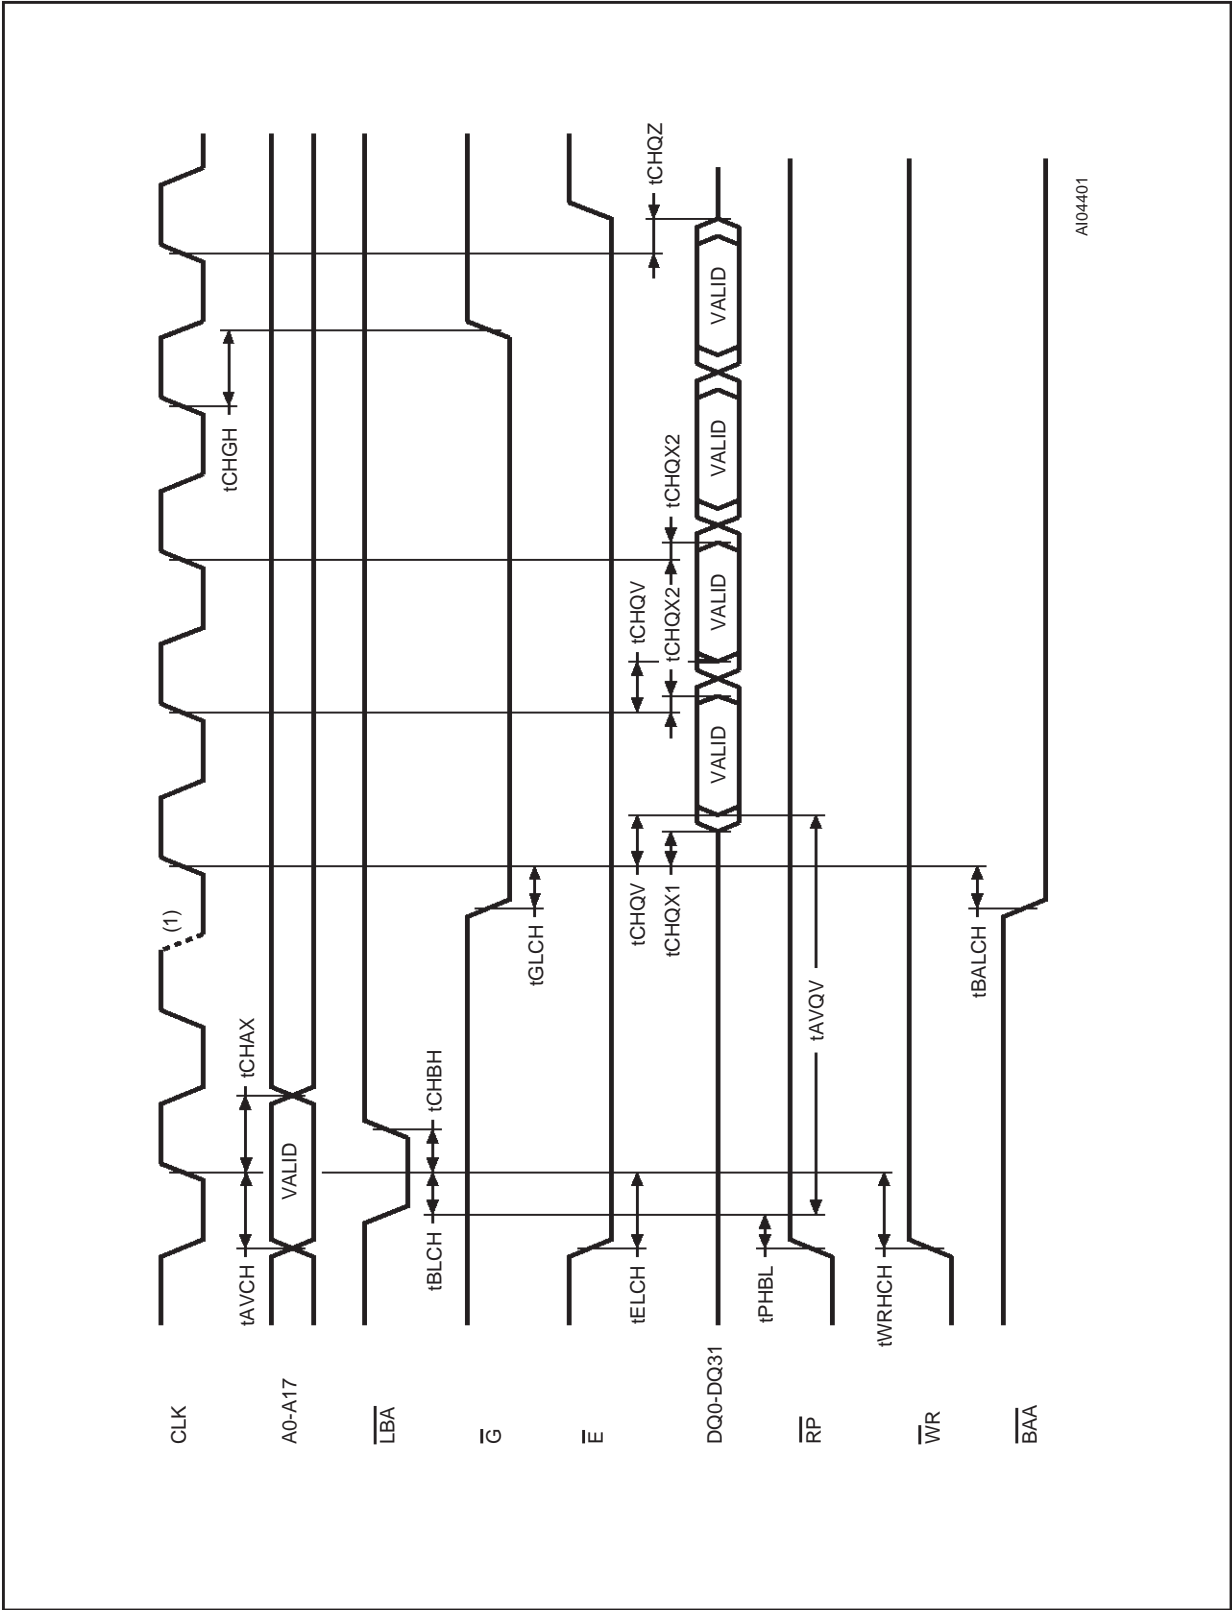 CLK
(1)
tCHGH
tAVCH
tCHAX
A0-A17
VALID
LBA
tBLCH
tCHBH
G
tGLCH
E
tELCH
tCHQV
tCHQX1
tCHQV
tCHQX2
tCHQX2
tCHQZ
DQ0-DQ31
VALID
VALID
VALID
VALID
tAVQV
RP
tPHBL
WR
tWRHCH
BAA
tBALCH
AI04401